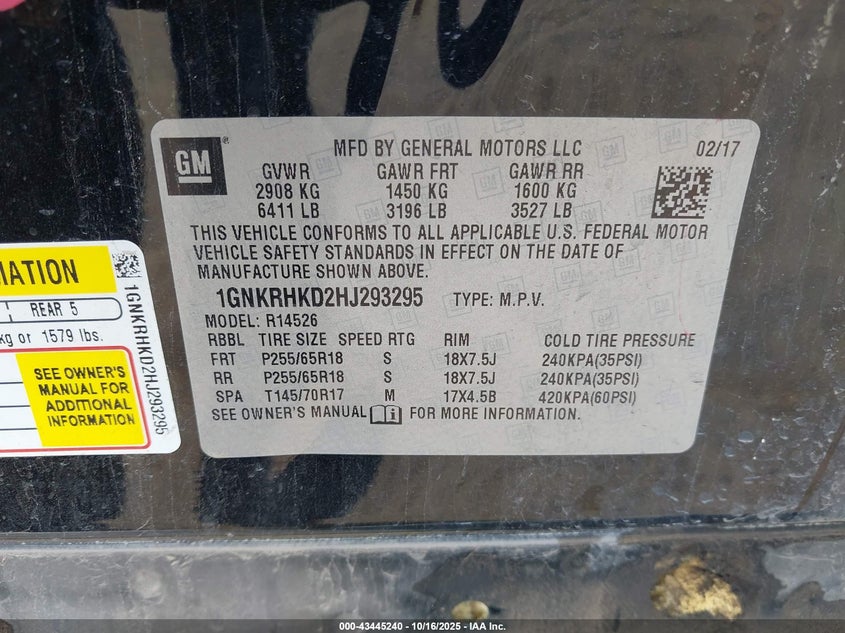 GM
®
MFD BY GENERAL MOTORS LLC 02/17
GVWR GAWR FRT GAWR RR
2908 KG 1450 KG 1600 KG
6411 LB 3196 LB 3527 LB
THIS VEHICLE CONFORMS TO ALL APPLICABLE U.S. FEDERAL MOTOR
VEHICLE SAFETY STANDARDS IN EFFECT ON THE DATE OF
MANUFACTURE SHOWN ABOVE.
1GNKRHKD2HJ293295 TYPE: M.P.V.
MODEL: R14526
RBBL TIRE SIZE SPEED RTG RIM COLD TIRE PRESSURE
FRT P255/65R18 S 18X7.5J 240KPA(35PSI)
RR P255/65R18 S 18X7.5J 240KPA(35PSI)
SPA T145/70R17 M 17X4.5B 420KPA(60PSI)
SEE OWNER'S MANUAL FOR MORE INFORMATION
REAR 5
kg or 1579 lbs.
SEE OWNER'S
MANUAL FOR
ADDITIONAL
INFORMATION
1GNKRHKD2HJ293295
000-43445240 - 10/16/2025 - IAA Inc.